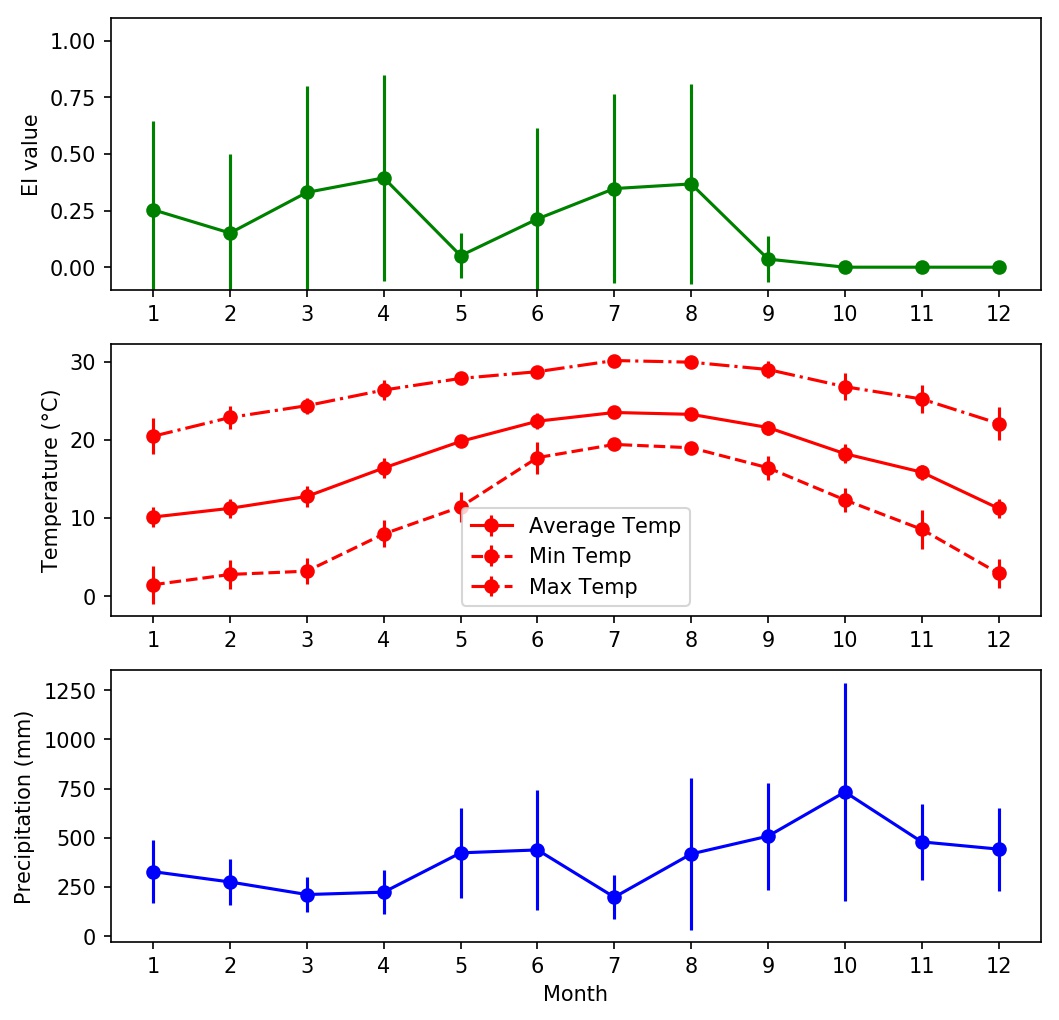 1.00
0.75
0.50
0.25
0.00
EI value
1 2 3 4 5 6 7 8 9 10 11 12
30
20
10
0
Temperature (°C)
Average Temp
Min Temp
Max Temp
1 2 3 4 5 6 7 8 9 10 11 12
1250
1000
750
500
250
0
Precipitation (mm)
1 2 3 4 5 6 7 8 9 10 11 12
Month